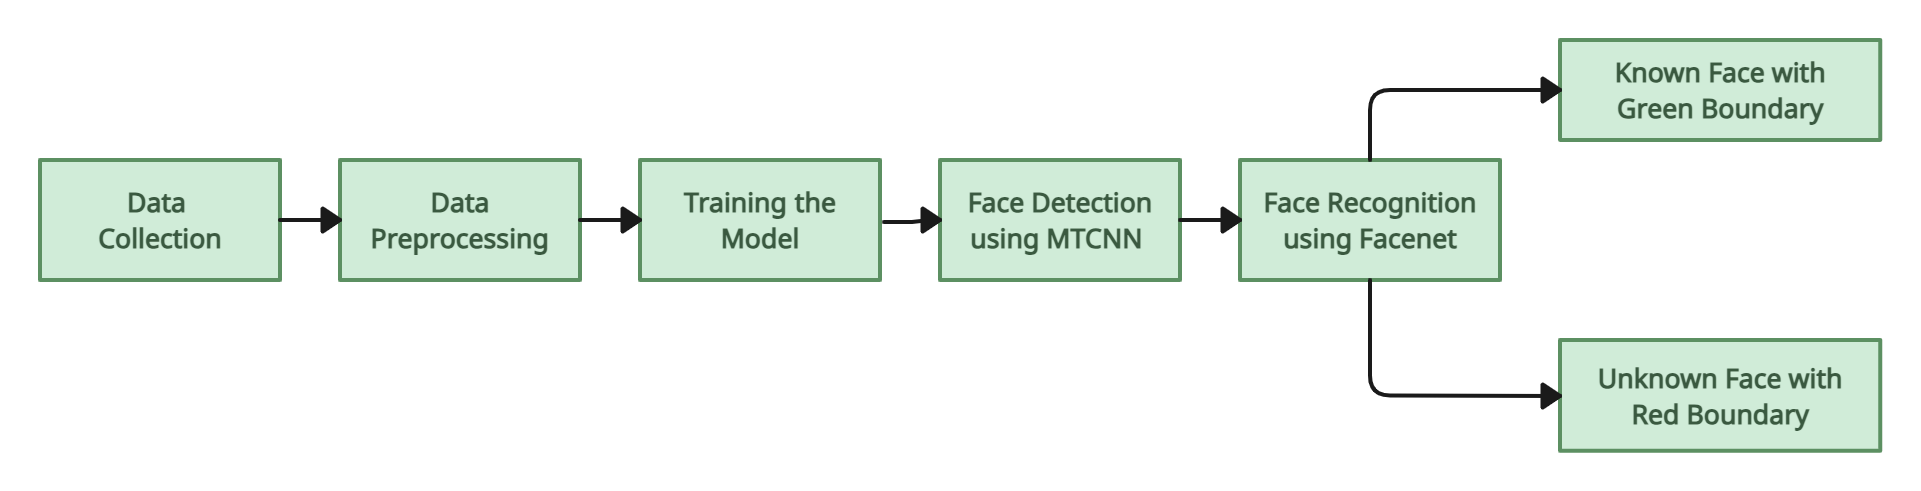 Data
Collection
Data
Preprocessing
Training the
Model
Face Detection
using MTCNN
Face Recognition
using Facenet
Known Face with
Green Boundary
Unknown Face with
Red Boundary